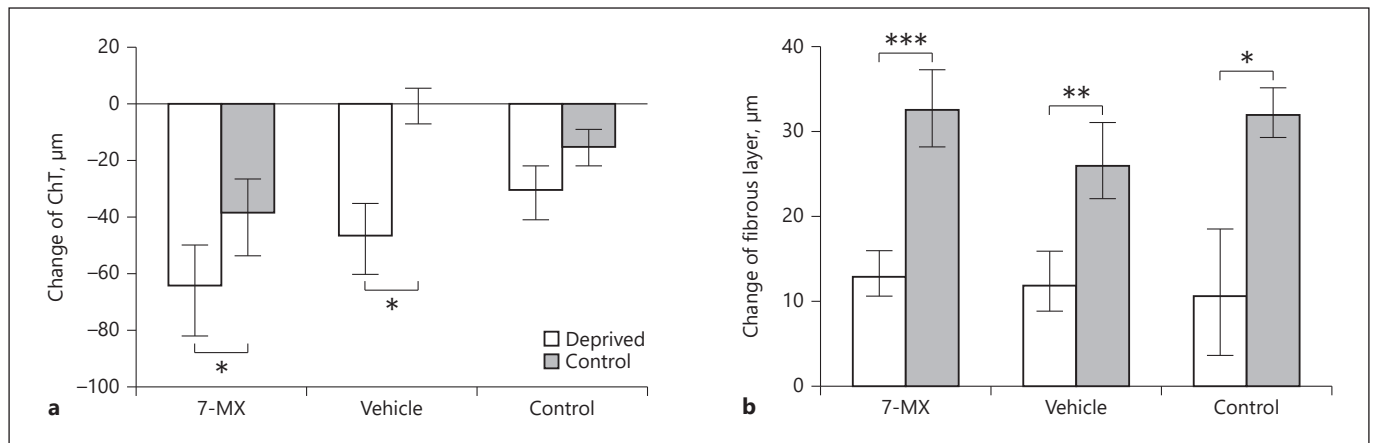 20
0
–20
–40
–60
–80
–100
Change of ChT, µm
*
*
Deprived
Control
7-MX
Vehicle
Control
a
40
30
20
10
0
Change of fibrous layer, µm
***
**
*
7-MX
Vehicle
Control
b